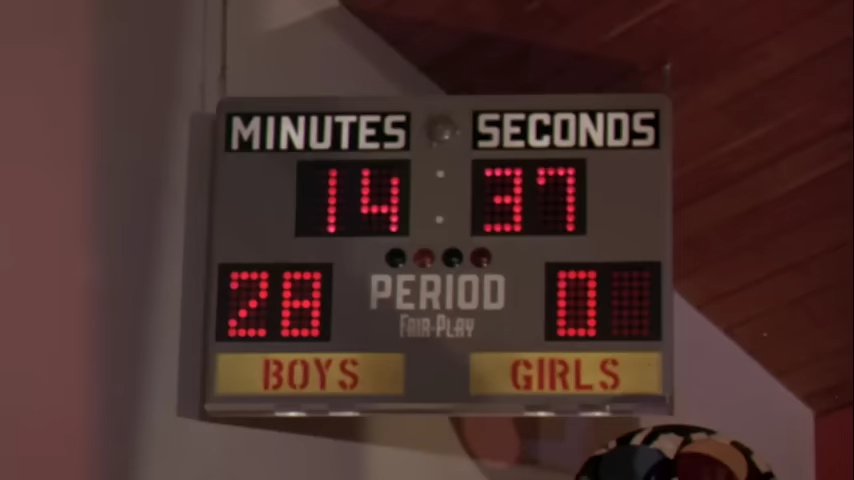 MINUTES SECONDS
14 : 37
28 PERIOD 0
FAIR-PLAY
BOYS GIRLS